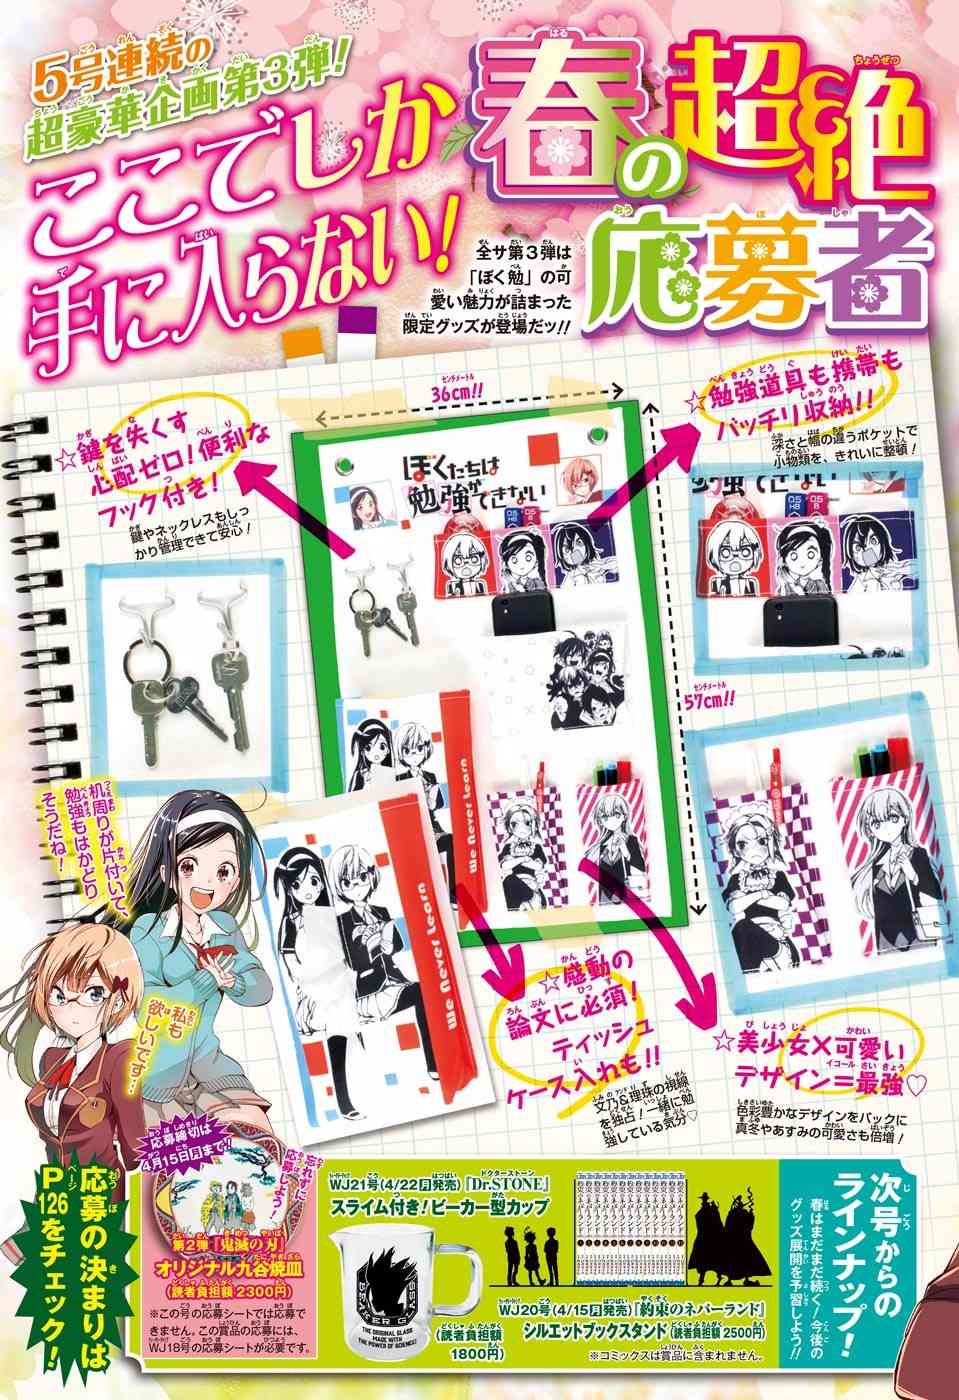 5号連続の
超豪華企画第3弾!
ここでしか
手に入らない!
春の超絶
応募者
全サ第3弾は
「ぼく勉」の可
愛い魅力が詰まった
限定グッズが登場だッ!!
36cm!!
57cm!!
☆鍵を失くす
心配ゼロ!便利な
フック付き!
鍵やネックレスもしっ
かり管理できて安心!
☆勉強道具も携帯も
バッチリ収納!!
深さと幅の違うポケットで
小物類を、きれいに整頓!
ぼくたちは
勉強ができない
We Never Learn
We Never Learn
机周りが片付いて、
勉強もはかどり
そうだね!
私も
欲しいです…
☆感動の
論文に必須!
ティッシュ
ケース入れも!!
文乃&理珠の視線
を独占!一緒に勉
強している気分♡
☆美少女×可愛い
デザイン=最強♡
色彩豊かなデザインをバックに
真冬やあすみの可愛さも倍増!
応募の決まりは
P126をチェック!
応募締切は
4月15日(月)まで!!
忘れずに
応募しよう!
第2弾『鬼滅の刃』
オリジナル九谷焼皿
(読者負担額2300円)
※この号の応募シートでは応募で
きません。この賞品の応募には、
WJ18号の応募シートが必要です。
WJ21号(4/22月発売)『Dr.STONE』
スライム付き!ビーカー型カップ
BEAKER GLASS
THE ORIGINAL GLASS
MADE WITH
THE POWER OF SCIENCE!
(読者負担額
1800円)
WJ20号(4/15月発売)『約束のネバーランド』
シルエットブックスタンド(読者負担額2500円)
※コミックスは賞品に含まれません。
次号からの
ラインナップ!
春はまだまだ続く!今後の
グッズ展開を予習しよう!!